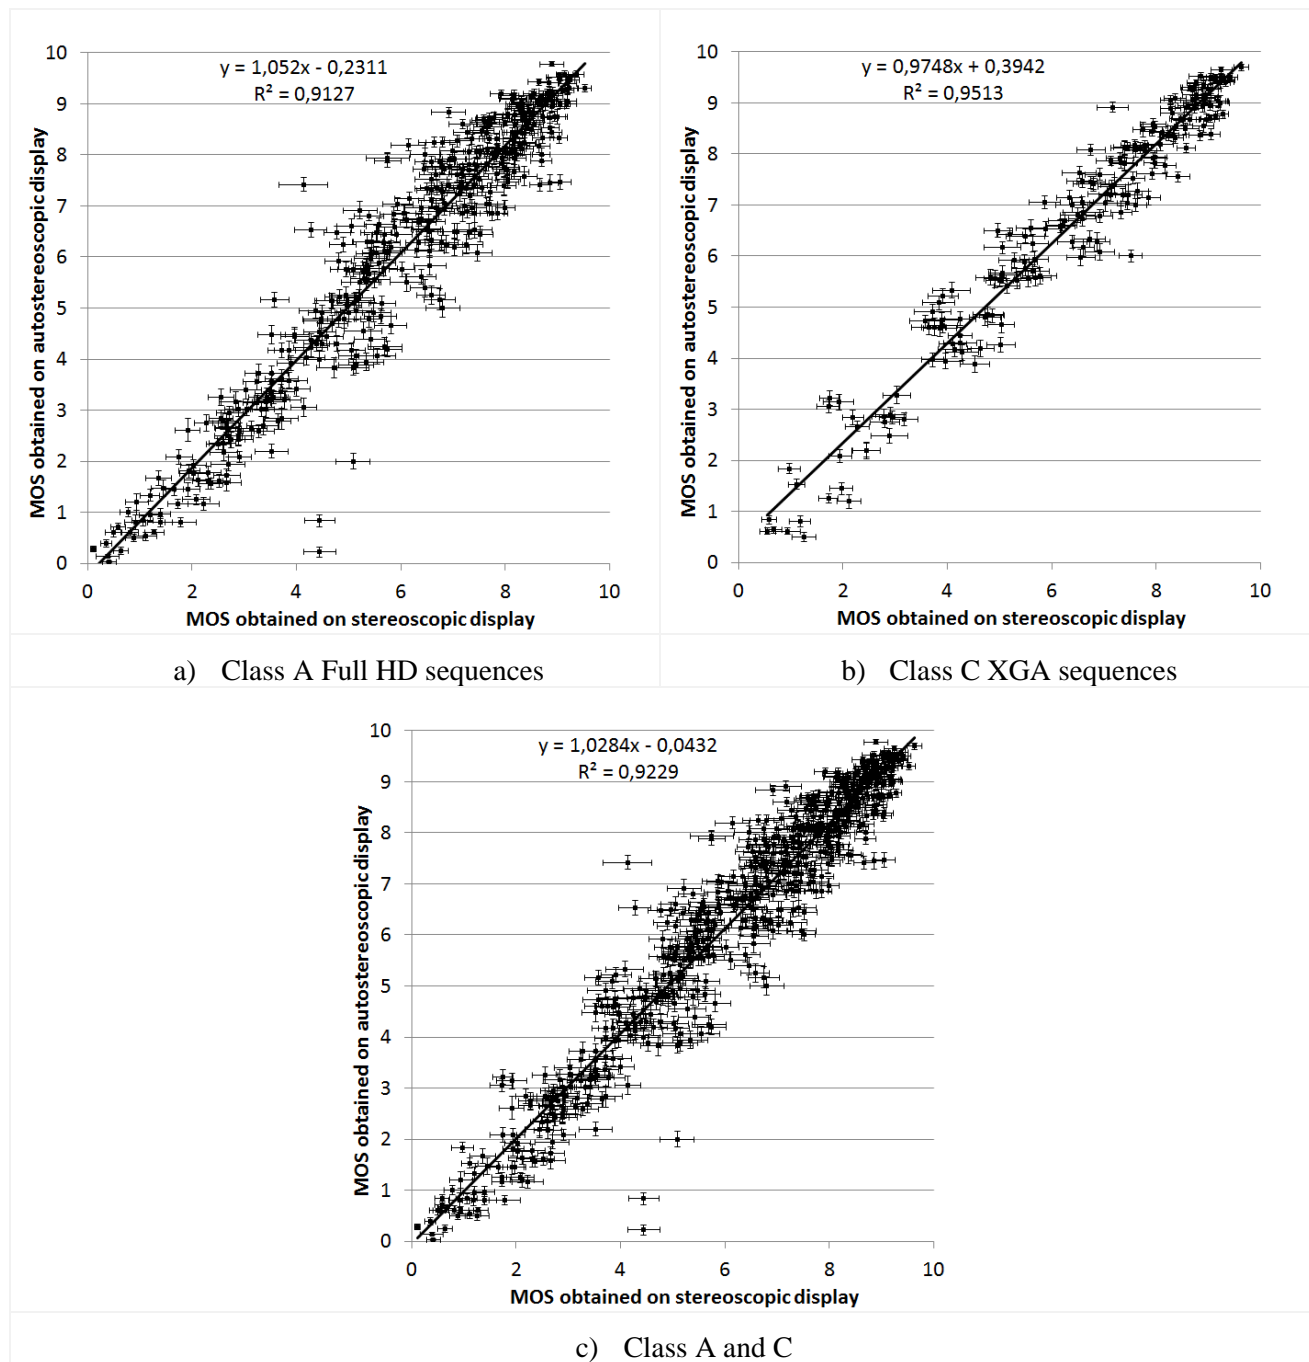 10
9
8
7
6
5
4
3
2
1
0
y = 1,052x - 0,2311
R² = 0,9127
MOS obtained on autostereoscopic display
0 2 4 6 8 10
MOS obtained on stereoscopic display
a) Class A Full HD sequences
10
9
8
7
6
5
4
3
2
1
0
y = 0,9748x + 0,3942
R² = 0,9513
MOS obtained on autostereoscopic display
0 2 4 6 8 10
MOS obtained on stereoscopic display
b) Class C XGA sequences
10
9
8
7
6
5
4
3
2
1
0
y = 1,0284x - 0,0432
R² = 0,9229
MOS obtained on autostereoscopic display
0 2 4 6 8 10
MOS obtained on stereoscopic display
c) Class A and C